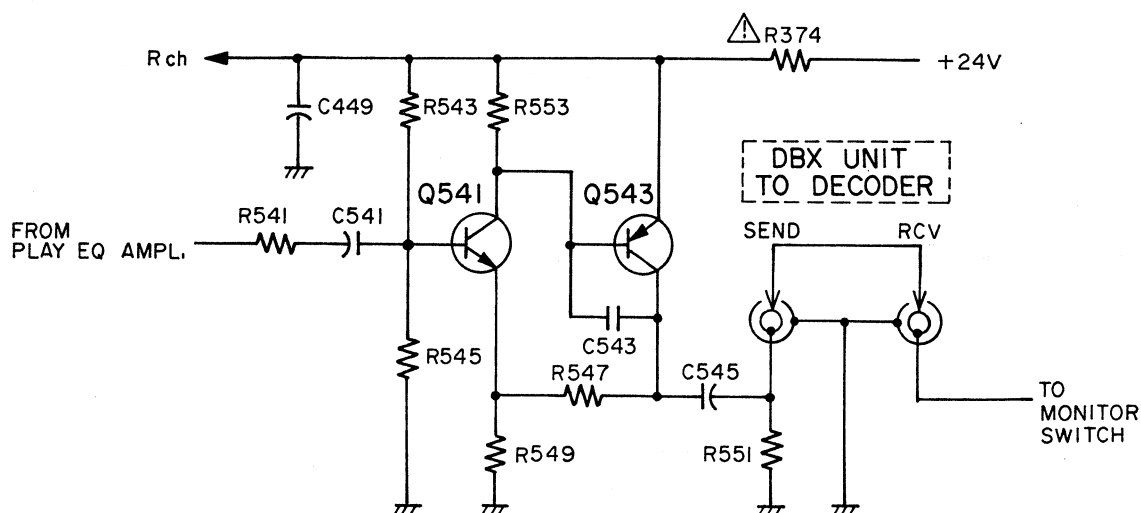 R374
R ch
+24V
C449
R543
R553
DBX UNIT
TO DECODER
Q541
Q543
R541
C541
SEND
RCV
FROM
PLAY EQ AMPL.
C543
R545
R547
C545
TO
MONITOR
SWITCH
R549
R551